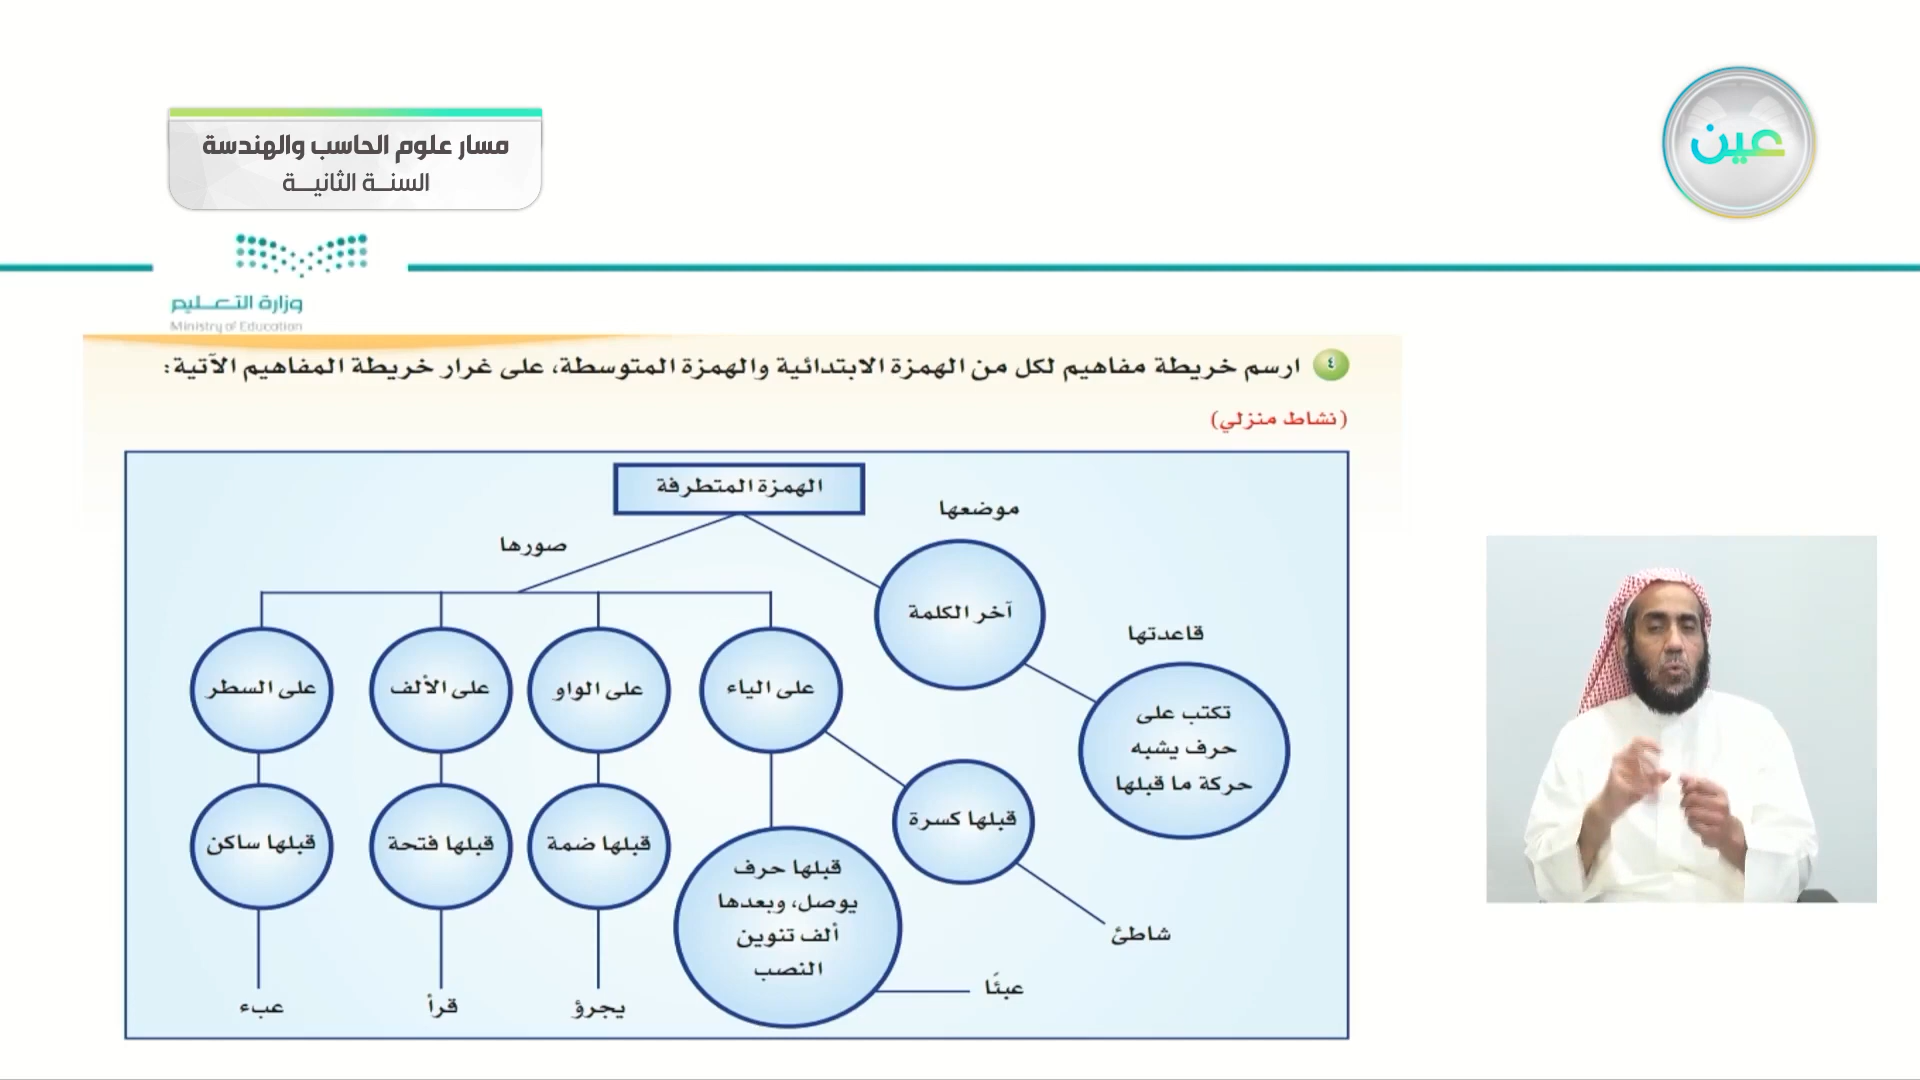 عين
مسار علوم الحاسب والهندسة
السنة الثانية
وزارة التعليم
Ministry of Education
٤ ارسم خريطة مفاهيم لكل من الهمزة الابتدائية والهمزة المتوسطة، على غرار خريطة المفاهيم الآتية:
(نشاط منزلي)
الهمزة المتطرفة
موضعها
آخر الكلمة
قاعدتها
تكتب على
حرف يشبه
حركة ما قبلها
صورها
على الياء
على الواو
على الألف
على السطر
قبلها كسرة
شاطئ
قبلها حرف
يوصل، وبعدها
ألف تنوين
النصب
عبئًا
قبلها ضمة
قبلها فتحة
قبلها ساكن
يجرؤ
قرأ
عبء